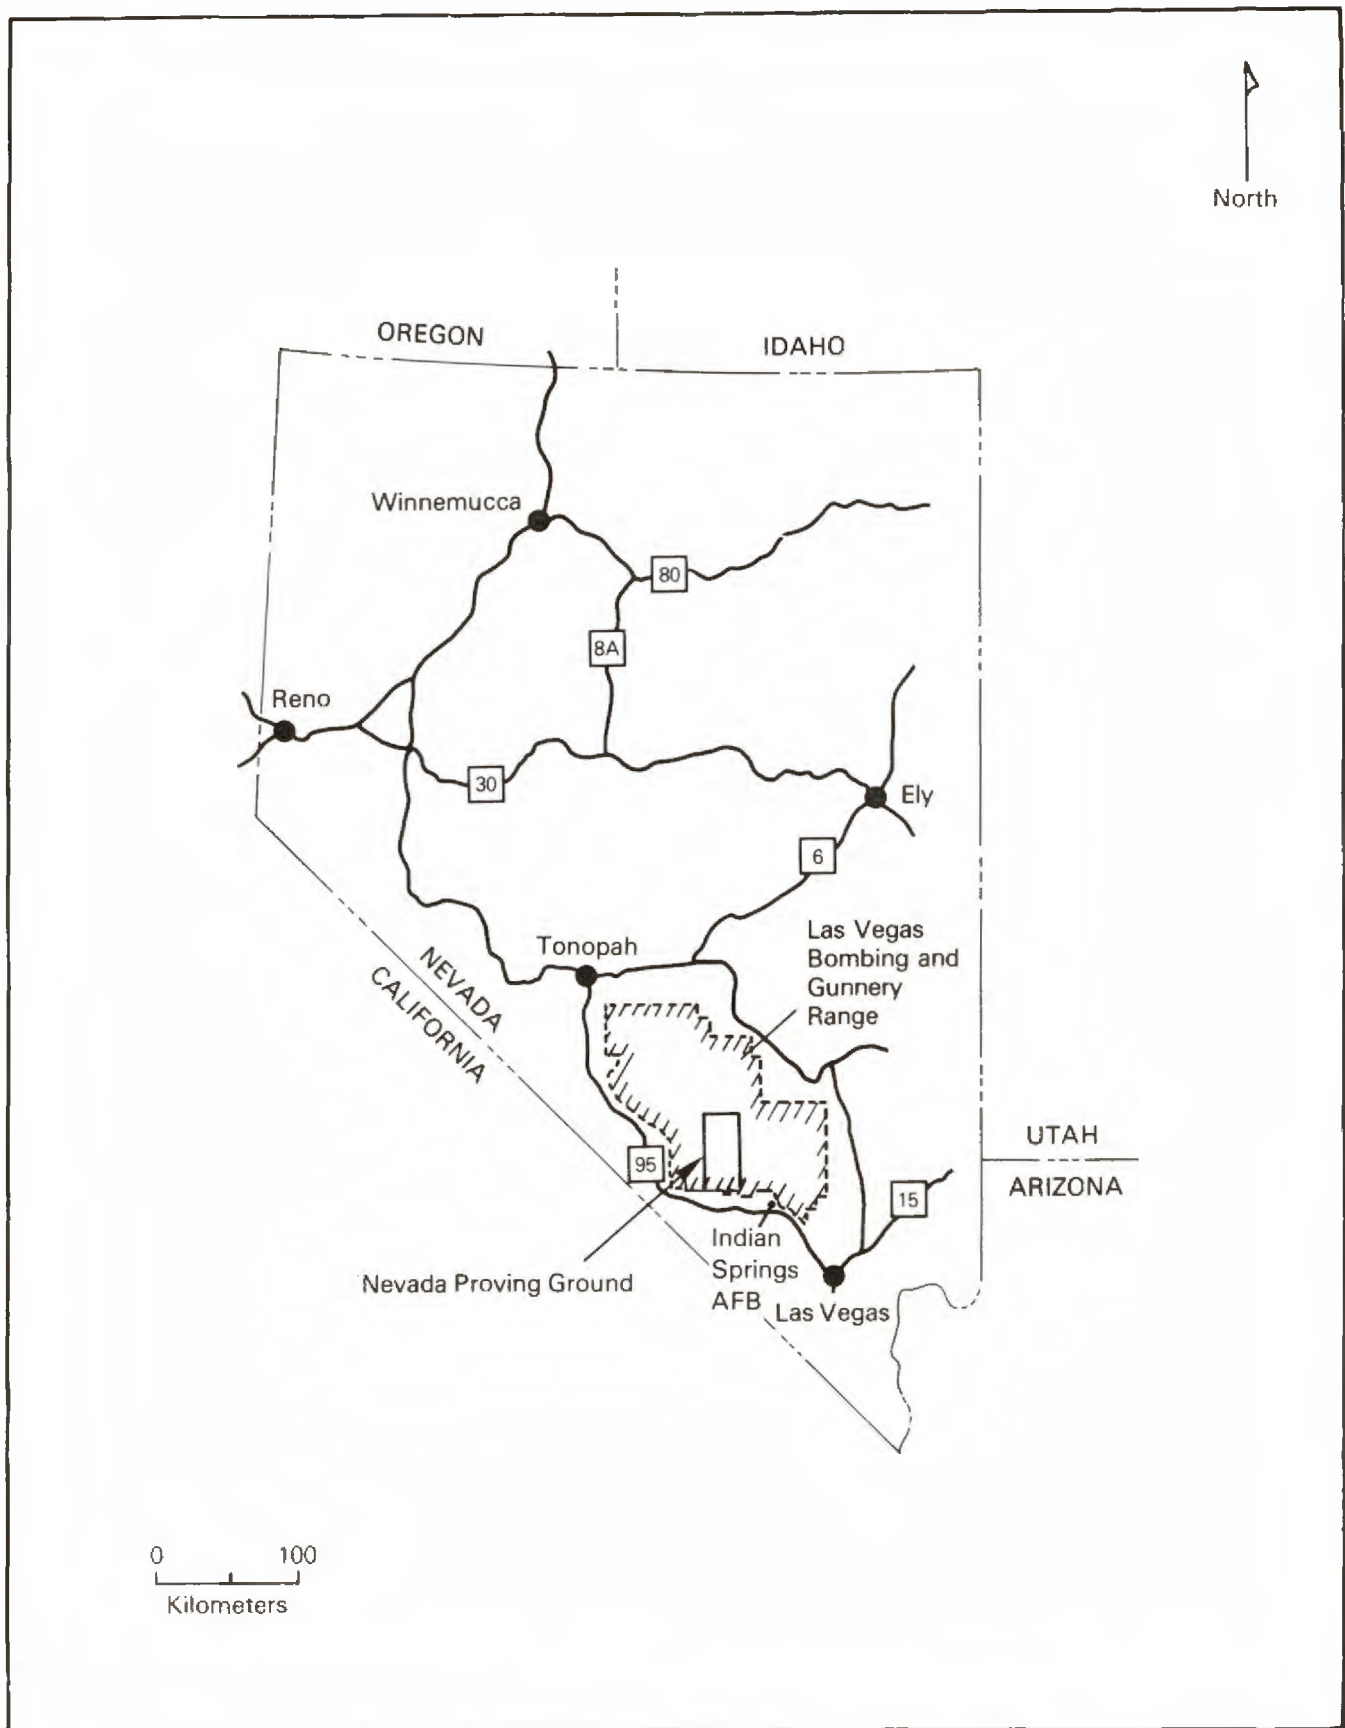 North
OREGON
IDAHO
Winnemucca
80
8A
Reno
30
Ely
6
Las Vegas
Bombing and
Gunnery
Range
Tonopah
NEVADA
CALIFORNIA
UTAH
ARIZONA
95
15
Indian
Springs
AFB
Nevada Proving Ground
Las Vegas
0 100
Kilometers